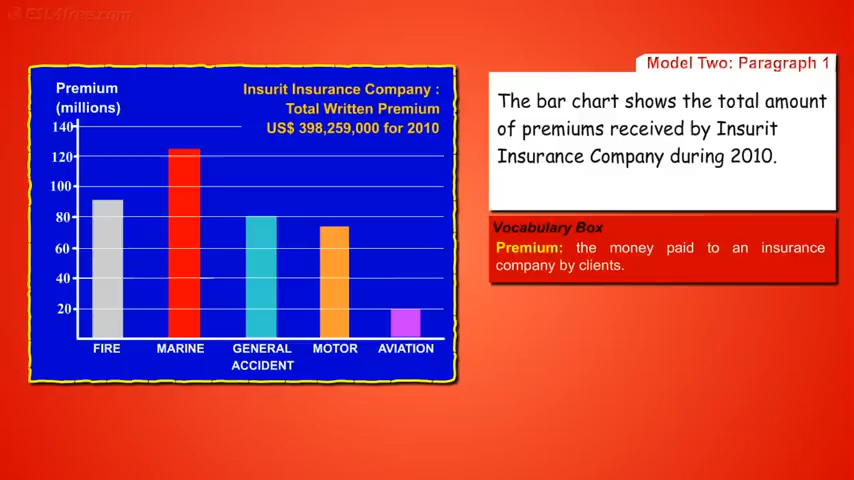 ESL4free.com
Premium
(millions)
Insurit Insurance Company :
Total Written Premium
US$ 398,259,000 for 2010
140
120
100
80
60
40
20
FIRE MARINE GENERAL MOTOR AVIATION
ACCIDENT
Model Two: Paragraph 1
The bar chart shows the total amount
of premiums received by Insurit
Insurance Company during 2010.
Vocabulary Box
Premium: the money paid to an insurance
company by clients.